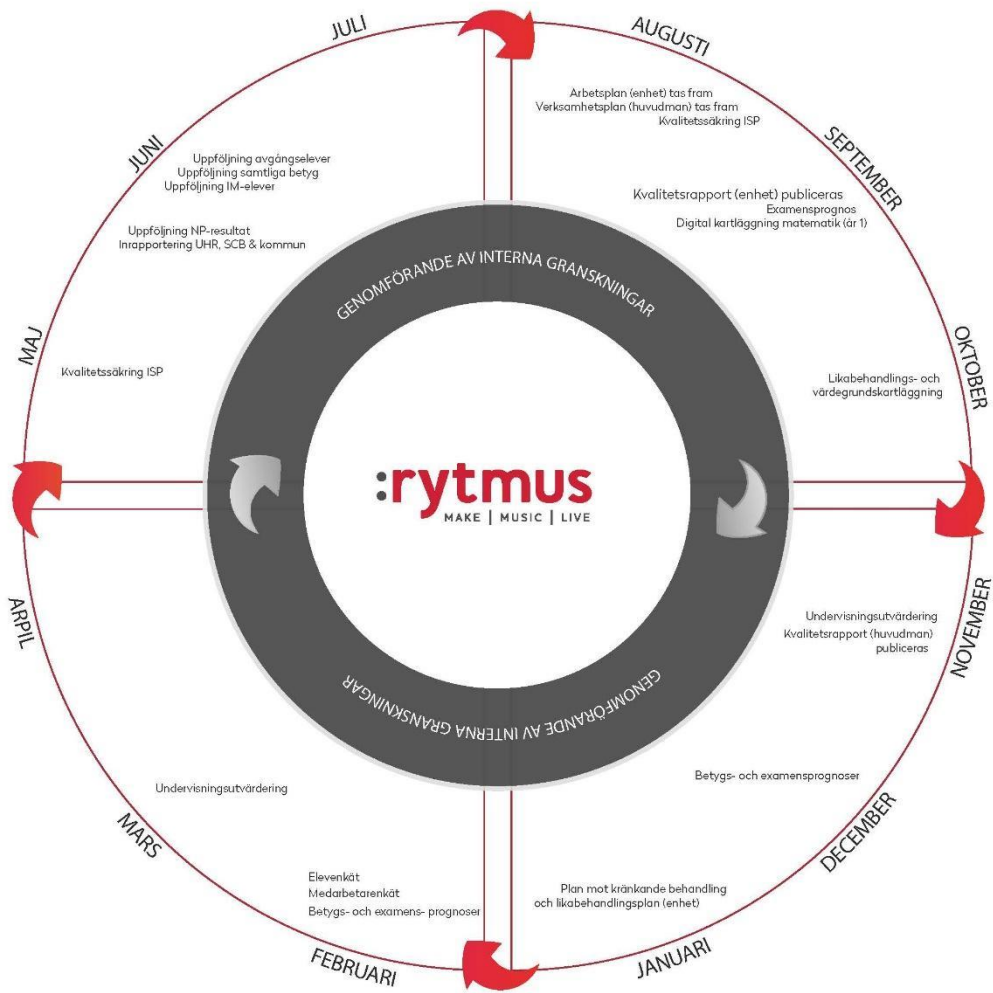 JULI
AUGUSTI
Arbetsplan (enhet) tas fram
Verksamhetsplan (huvudman) tas fram
Kvalitetssäkring ISP
SEPTEMBER
Kvalitetsrapport (enhet) publiceras
Examensprognos
Digital kartläggning matematik (år 1)
OKTOBER
Likabehandlings- och
värdegrundskartläggning
NOVEMBER
Undervisningsutvärdering
Kvalitetsrapport (huvudman)
publiceras
DECEMBER
Betygs- och examensprognoser
JANUARI
Plan mot kränkande behandling
och likabehandlingsplan (enhet)
FEBRUARI
Elevenkät
Medarbetarenkät
Betygs- och examens- prognoser
MARS
Undervisningsutvärdering
ARPIL
MAJ
Kvalitetssäkring ISP
JUNI
Uppföljning avgångselever
Uppföljning samtliga betyg
Uppföljning IM-elever
Uppföljning NP-resultat
Inrapportering UHR, SCB & kommun
GENOMFÖRANDE AV INTERNA GRANSKNINGAR
:rytmus
MAKE | MUSIC | LIVE
GENOMFÖRANDE AV INTERNA GRANSKNINGAR